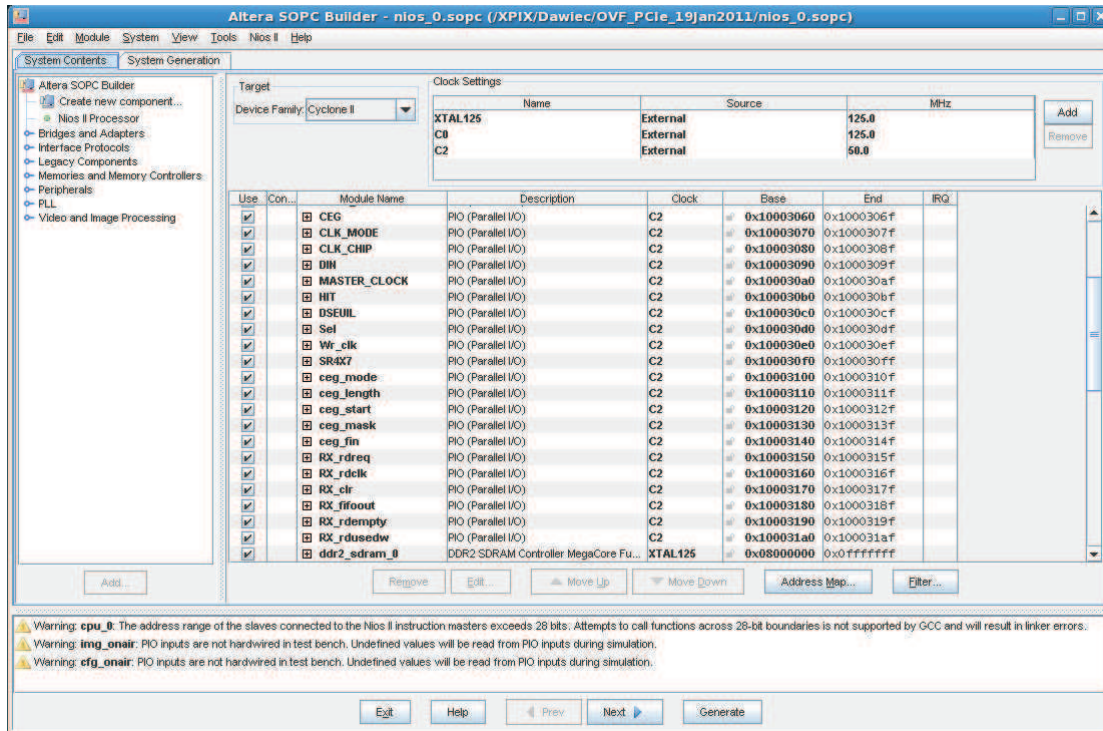 Altera SOPC Builder - nios_0.sopc (/XPIX/Dawiec/OVF_PCIe_19Jan2011/nios_0.sopc)
File Edit Module System View Tools Nios II Help
System Contents System Generation
Altera SOPC Builder
Create new component...
Nios II Processor
Bridges and Adapters
Interface Protocols
Legacy Components
Memories and Memory Controllers
Peripherals
PLL
Video and Image Processing
Target
Device Family: Cyclone II
Clock Settings
Name Source MHz
XTAL125 External 125.0
C0 External 125.0
C2 External 50.0
Add
Remove
Use Con... Module Name Description Clock Base End IRQ
CEG PIO (Parallel I/O) C2 0x10003060 0x1000306f
CLK_MODE PIO (Parallel I/O) C2 0x10003070 0x1000307f
CLK_CHIP PIO (Parallel I/O) C2 0x10003080 0x1000308f
DIN PIO (Parallel I/O) C2 0x10003090 0x1000309f
MASTER_CLOCK PIO (Parallel I/O) C2 0x100030a0 0x100030af
HIT PIO (Parallel I/O) C2 0x100030b0 0x100030bf
DSEUIL PIO (Parallel I/O) C2 0x100030c0 0x100030cf
Sel PIO (Parallel I/O) C2 0x100030d0 0x100030df
Wr_clk PIO (Parallel I/O) C2 0x100030e0 0x100030ef
SR4X7 PIO (Parallel I/O) C2 0x100030f0 0x100030ff
ceg_mode PIO (Parallel I/O) C2 0x10003100 0x1000310f
ceg_length PIO (Parallel I/O) C2 0x10003110 0x1000311f
ceg_start PIO (Parallel I/O) C2 0x10003120 0x1000312f
ceg_mask PIO (Parallel I/O) C2 0x10003130 0x1000313f
ceg_fin PIO (Parallel I/O) C2 0x10003140 0x1000314f
RX_rdreq PIO (Parallel I/O) C2 0x10003150 0x1000315f
RX_rdclk PIO (Parallel I/O) C2 0x10003160 0x1000316f
RX_clr PIO (Parallel I/O) C2 0x10003170 0x1000317f
RX_fifoout PIO (Parallel I/O) C2 0x10003180 0x1000318f
RX_rdempty PIO (Parallel I/O) C2 0x10003190 0x1000319f
RX_rdusedw PIO (Parallel I/O) C2 0x100031a0 0x100031af
ddr2_sdram_0 DDR2 SDRAM Controller MegaCore Fu... XTAL125 0x08000000 0x0fffffff
Add... Remove Edit... Move Up Move Down Address Map... Filter...
Warning: cpu_0: The address range of the slaves connected to the Nios II instruction masters exceeds 28 bits. Attempts to call functions across 28-bit boundaries is not supported by GCC and will result in linker errors.
Warning: img_onair: PIO inputs are not hardwired in test bench. Undefined values will be read from PIO inputs during simulation.
Warning: cfg_onair: PIO inputs are not hardwired in test bench. Undefined values will be read from PIO inputs during simulation.
Exit Help Prev Next Generate